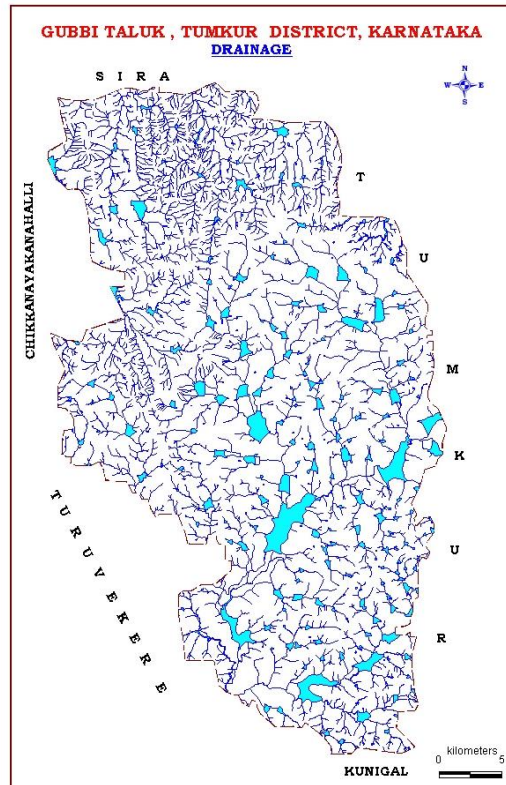 GUBBI TALUK , TUMKUR DISTRICT, KARNATAKA
DRAINAGE
S I R A
N
W E
S
CHIKKANAYAKANAHALLI
T U M K U R
T U R U V E K E R E
kilometers
0 5
KUNIGAL